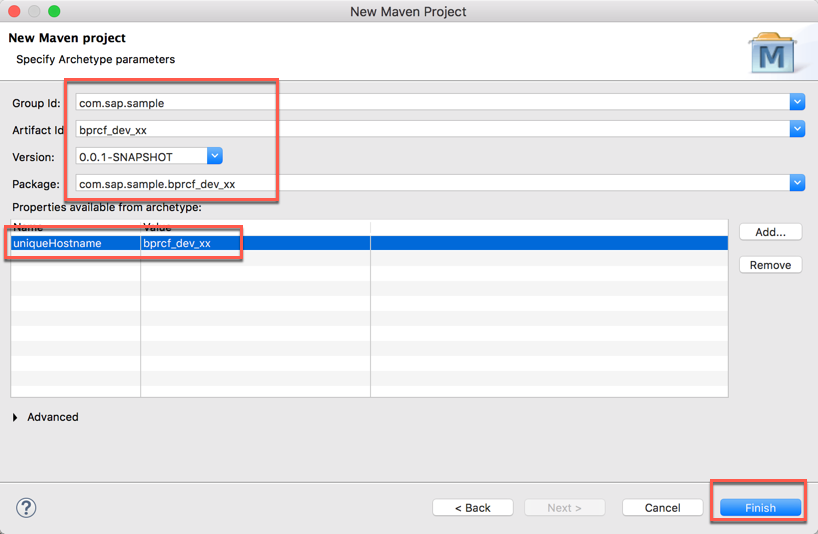 New Maven Project
New Maven project
Specify Archetype parameters
M
Group Id: com.sap.sample
Artifact Id bprcf_dev_xx
Version: 0.0.1-SNAPSHOT
Package: com.sap.sample.bprcf_dev_xx
Properties available from archetype:
Name Value
Add...
uniqueHostname bprcf_dev_xx
Remove
Advanced
?
< Back Next > Cancel Finish